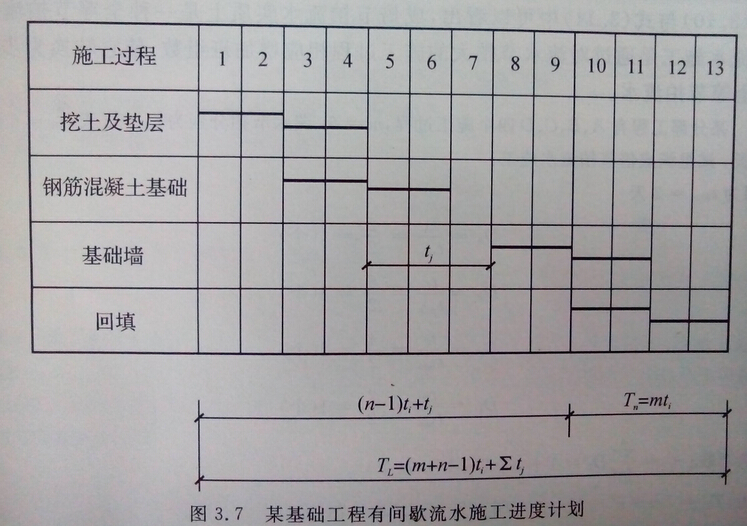 施工过程 1 2 3 4 5 6 7 8 9 10 11 12 13
挖土及垫层
钢筋混凝土基础
基础墙 tj
回填
(n-1)ti+tj Tn=mti
TL=(m+n-1)ti+Σtj
图 3.7 某基础工程有间歇流水施工进度计划